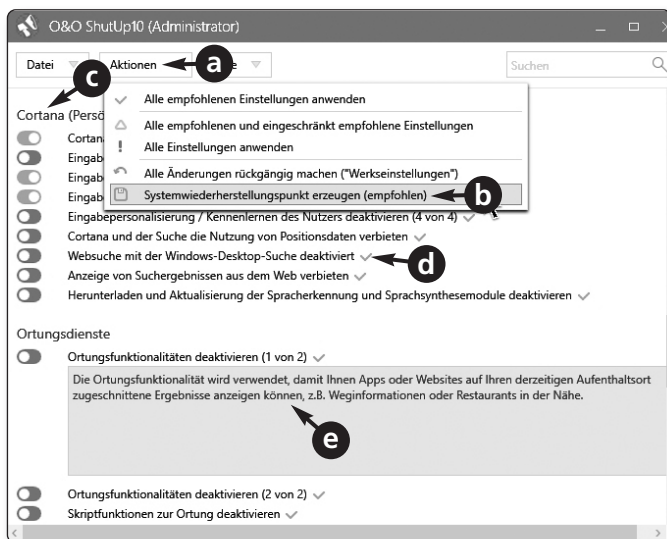 O&O ShutUp10 (Administrator)
Datei Aktionen e Suchen
a
c
Alle empfohlenen Einstellungen anwenden
Cortana (Persö
Alle empfohlenen und eingeschränkt empfohlene Einstellungen
Cortan
Alle Einstellungen anwenden
Eingabe
Alle Änderungen rückgängig machen ("Werkseinstellungen")
Eingabe
Systemwiederherstellungspunkt erzeugen (empfohlen) b
Eingabe
Eingabepersonalisierung / Kennenlernen des Nutzers deaktivieren (4 von 4)
Cortana und der Suche die Nutzung von Positionsdaten verbieten
Websuche mit der Windows-Desktop-Suche deaktiviert d
Anzeige von Suchergebnissen aus dem Web verbieten
Herunterladen und Aktualisierung der Spracherkennung und Sprachsynthesemodule deaktivieren
Ortungsdienste
Ortungsfunktionalitäten deaktivieren (1 von 2)
Die Ortungsfunktionalität wird verwendet, damit Ihnen Apps oder Websites auf Ihren derzeitigen Aufenthaltsort
zugeschnittene Ergebnisse anzeigen können, z.B. Weginformationen oder Restaurants in der Nähe.
e
Ortungsfunktionalitäten deaktivieren (2 von 2)
Skriptfunktionen zur Ortung deaktivieren